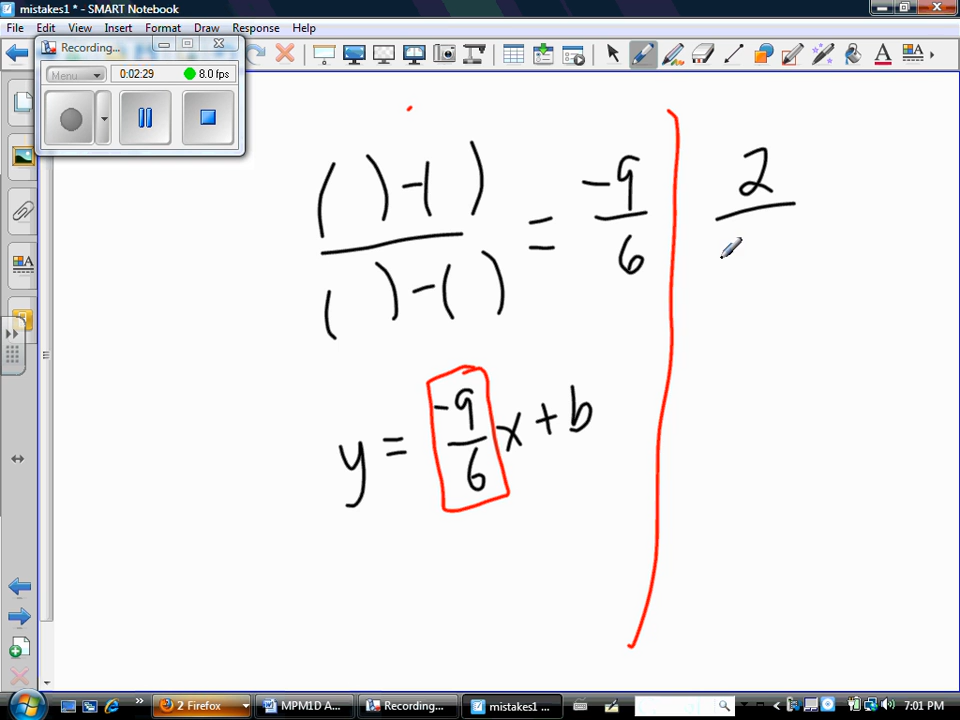 mistakes1 * - SMART Notebook
File Edit View Insert Format Draw Response Help
Recording...
Menu 0:02:29 8.0 fps
( ) - ( )
( ) - ( )
= -9
6
2
y = -9
6
x + b
2 Firefox MPM1D A... Recording... mistakes1 ... 7:01 PM